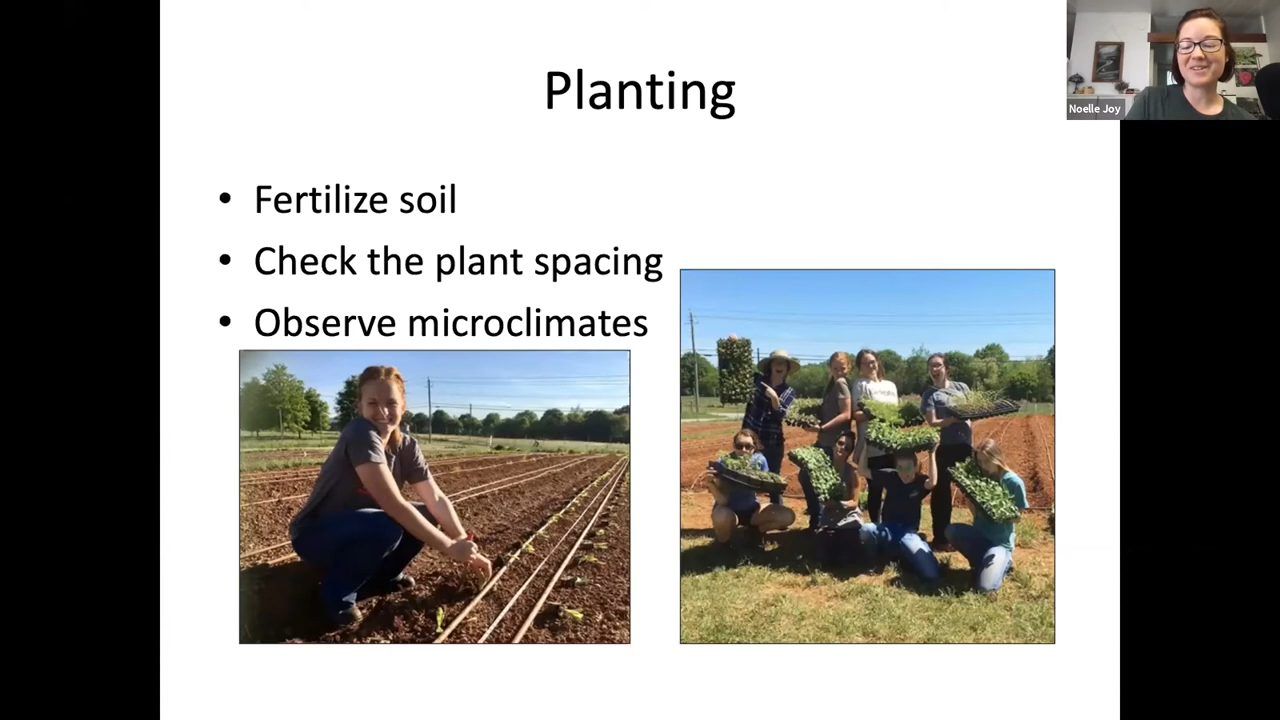 Planting
Noelle Joy
• Fertilize soil
• Check the plant spacing
• Observe microclimates